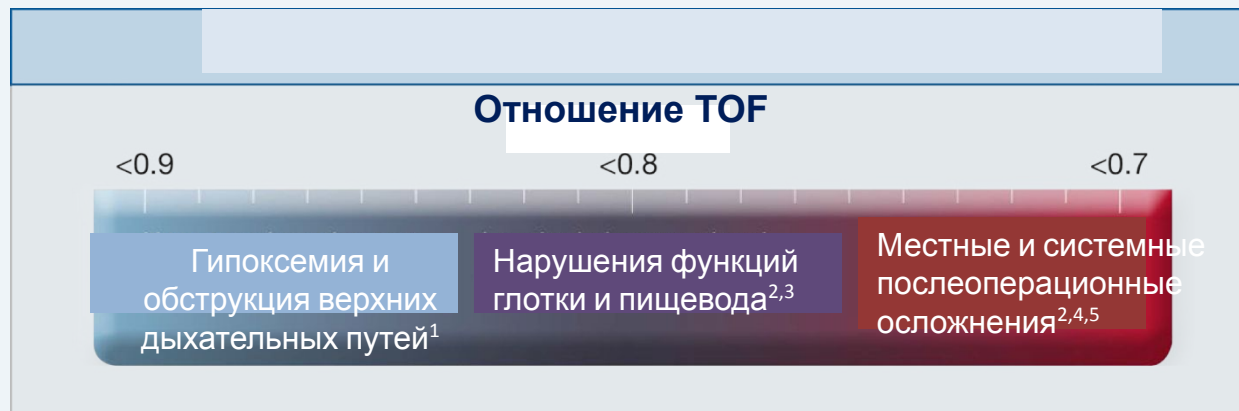 Отношение TOF
<0.9 <0.8 <0.7
Гипоксемия и
обструкция верхних
дыхательных путей1
Нарушения функций
глотки и пищевода2,3
Местные и системные
послеоперационные
осложнения2,4,5